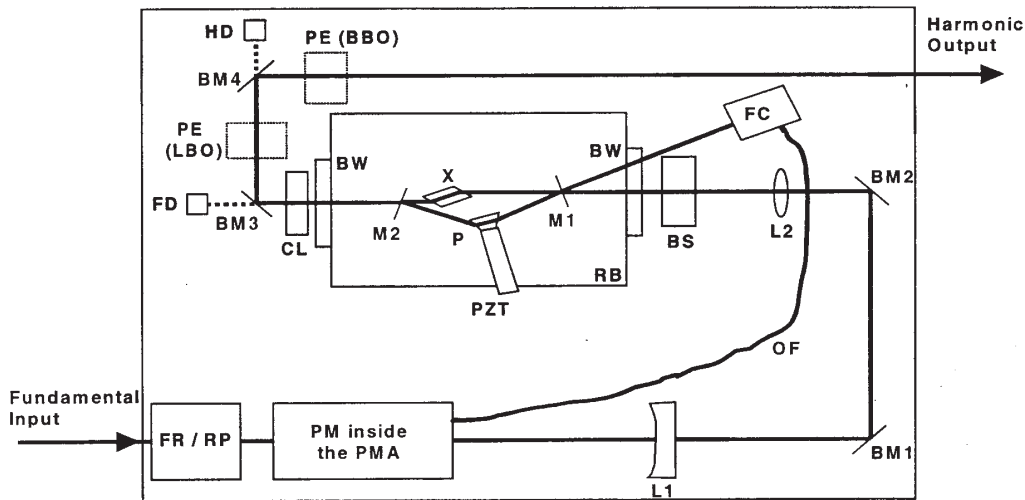 HD
PE (BBO)
Harmonic
Output
BM4
FC
PE
(LBO)
BW
BW
X
BM2
FD
BM3
M2
M1
CL
P
BS
L2
RB
PZT
OF
Fundamental
Input
FR / RP
PM inside
the PMA
L1
BM1